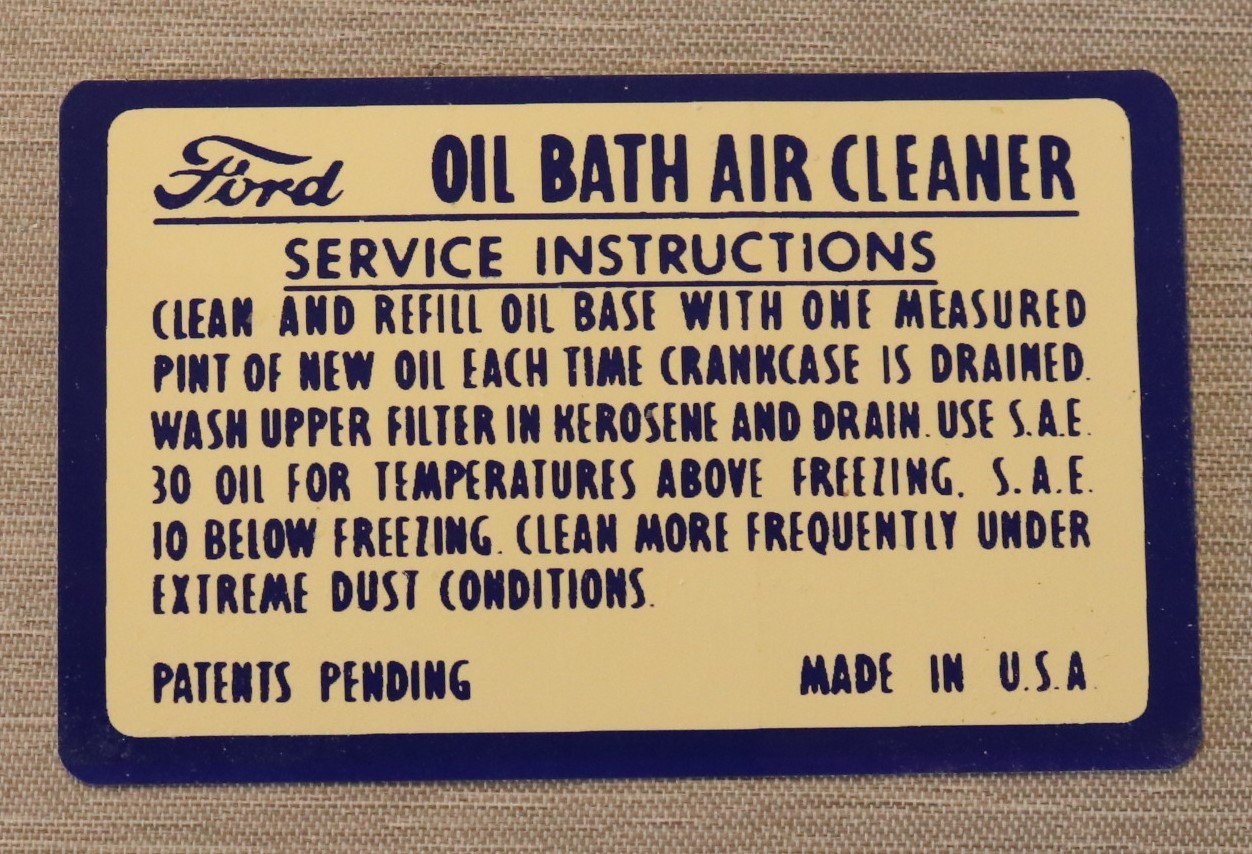 Ford OIL BATH AIR CLEANER
SERVICE INSTRUCTIONS
CLEAN AND REFILL OIL BASE WITH ONE MEASURED
PINT OF NEW OIL EACH TIME CRANKCASE IS DRAINED.
WASH UPPER FILTER IN KEROSENE AND DRAIN. USE S.A.E.
30 OIL FOR TEMPERATURES ABOVE FREEZING. S.A.E.
10 BELOW FREEZING. CLEAN MORE FREQUENTLY UNDER
EXTREME DUST CONDITIONS.
PATENTS PENDING MADE IN U.S.A.